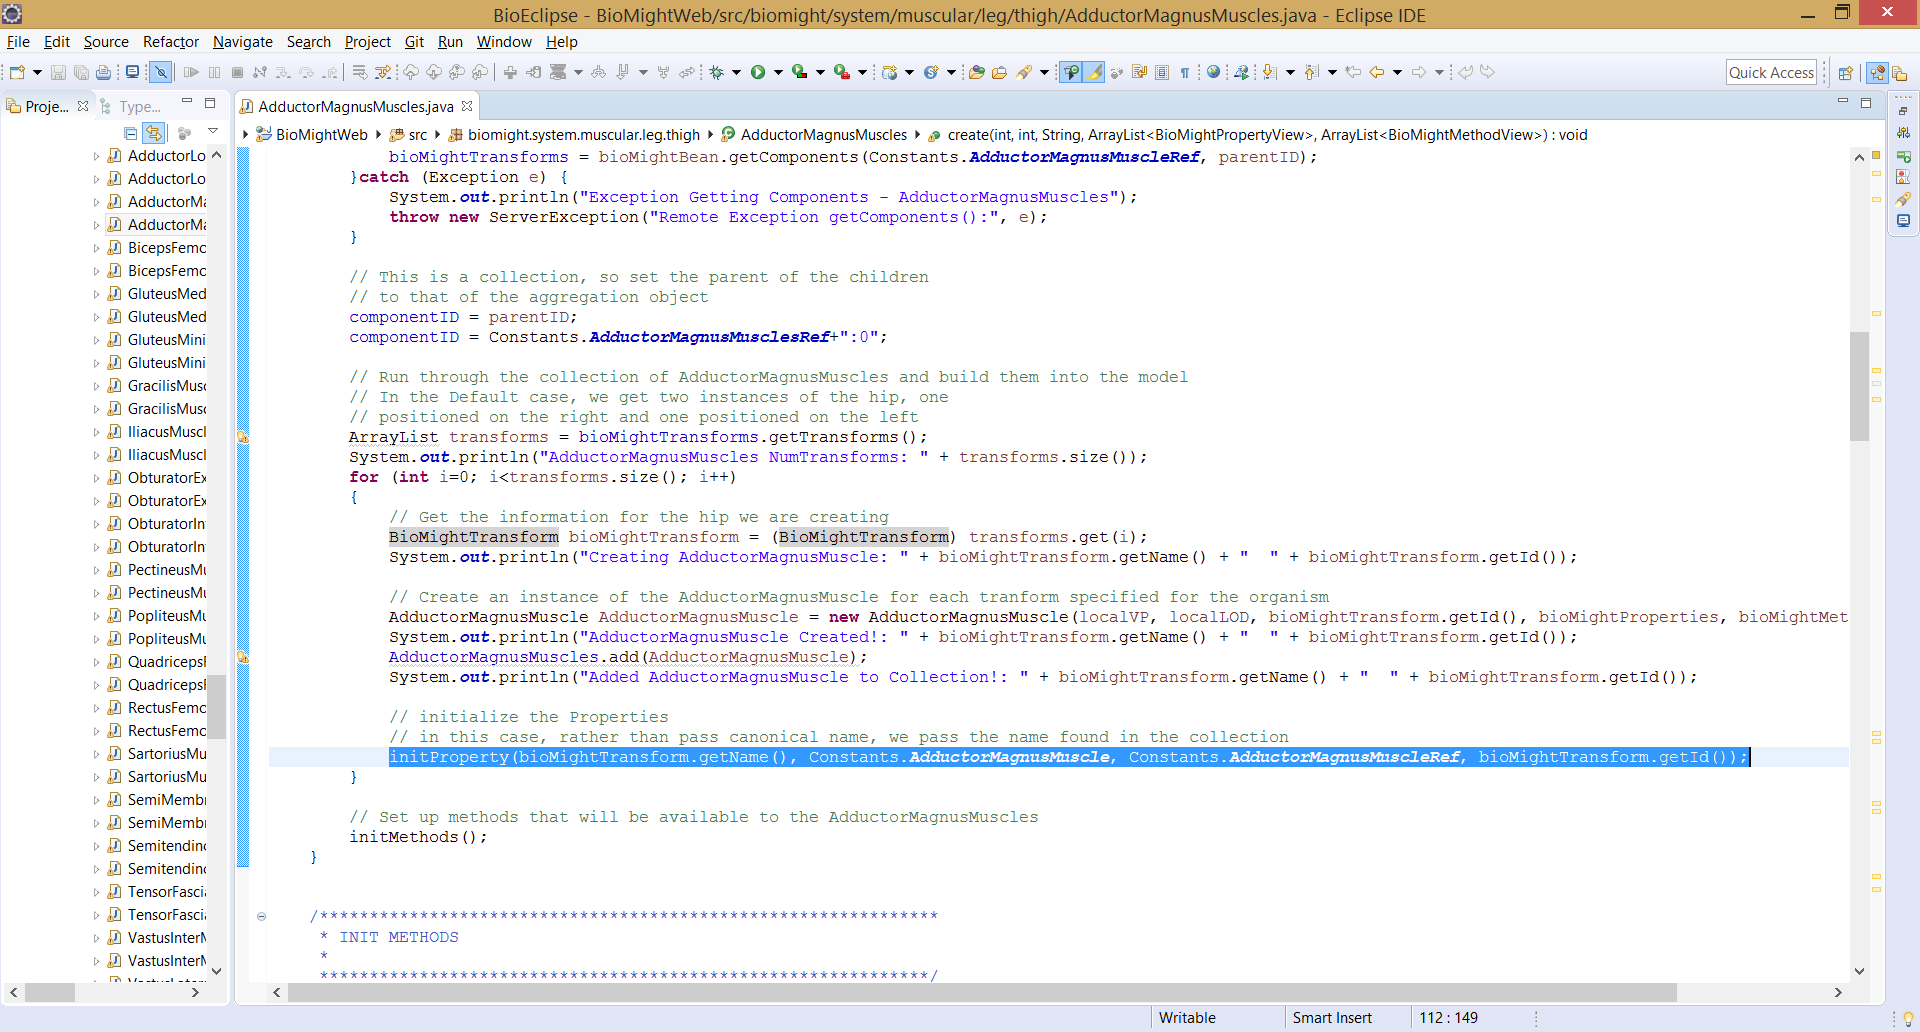 BioEclipse - BioMightWeb/src/biomight/system/muscular/leg/thigh/AdductorMagnusMuscles.java - Eclipse IDE
File Edit Source Refactor Navigate Search Project Git Run Window Help
Quick Access
Proje... Type...
AdductorMagnusMuscles.java
BioMightWeb src biomight.system.muscular.leg.thigh AdductorMagnusMuscles create(int, int, String, ArrayList<BioMightPropertyView>, ArrayList<BioMightMethodView>) : void
AdductorLo
AdductorLo
AdductorMa
AdductorMa
BicepsFemo
BicepsFemo
GluteusMed
GluteusMed
GluteusMini
GluteusMini
GracilisMusc
GracilisMusc
IliacusMuscl
IliacusMuscl
ObturatorEx
ObturatorEx
ObturatorIn
ObturatorIn
PectineusMu
PectineusMu
PopliteusMu
PopliteusMu
Quadriceps
Quadriceps
RectusFemo
RectusFemo
SartoriusMu
SartoriusMu
SemiMemb
SemiMemb
Semitendin
Semitendin
TensorFasci
TensorFasci
VastusInter
VastusInter
bioMightTransforms = bioMightBean.getComponents(Constants.AdductorMagnusMuscleRef, parentID);
}catch (Exception e) {
System.out.println("Exception Getting Components - AdductorMagnusMuscles");
throw new ServerException("Remote Exception getComponents():", e);
}
// This is a collection, so set the parent of the children
// to that of the aggregation object
componentID = parentID;
componentID = Constants.AdductorMagnusMusclesRef+":0";
// Run through the collection of AdductorMagnusMuscles and build them into the model
// In the Default case, we get two instances of the hip, one
// positioned on the right and one positioned on the left
ArrayList transforms = bioMightTransforms.getTransforms();
System.out.println("AdductorMagnusMuscles NumTransforms: " + transforms.size());
for (int i=0; i<transforms.size(); i++)
{
// Get the information for the hip we are creating
BioMightTransform bioMightTransform = (BioMightTransform) transforms.get(i);
System.out.println("Creating AdductorMagnusMuscle: " + bioMightTransform.getName() + "  " + bioMightTransform.getId());
// Create an instance of the AdductorMagnusMuscle for each tranform specified for the organism
AdductorMagnusMuscle AdductorMagnusMuscle = new AdductorMagnusMuscle(localVP, localLOD, bioMightTransform.getId(), bioMightProperties, bioMightMet
System.out.println("AdductorMagnusMuscle Created!: " + bioMightTransform.getName() + "  " + bioMightTransform.getId());
AdductorMagnusMuscles.add(AdductorMagnusMuscle);
System.out.println("Added AdductorMagnusMuscle to Collection!: " + bioMightTransform.getName() + "  " + bioMightTransform.getId());
// initialize the Properties
// in this case, rather than pass canonical name, we pass the name found in the collection
initProperty(bioMightTransform.getName(), Constants.AdductorMagnusMuscle, Constants.AdductorMagnusMuscleRef, bioMightTransform.getId());
}
// Set up methods that will be available to the AdductorMagnusMuscles
initMethods();
}
/**************************************************************
* INIT METHODS
*
*************************************************************/
Writable Smart Insert 112 : 149